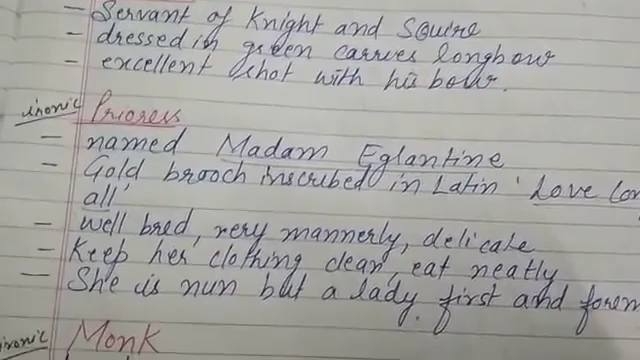 - Servant of Knight and Squire
- dressed in green carries longbow
- excellent shot with his bow.
ironic Prioress
- named Madam Eglantine
- Gold brooch inscribed in Latin 'Love
all'
- Well bred, very mannerly, delicate
- Keep her clothing clean, eat neatly
- She is nun but a lady first and
ironic Monk